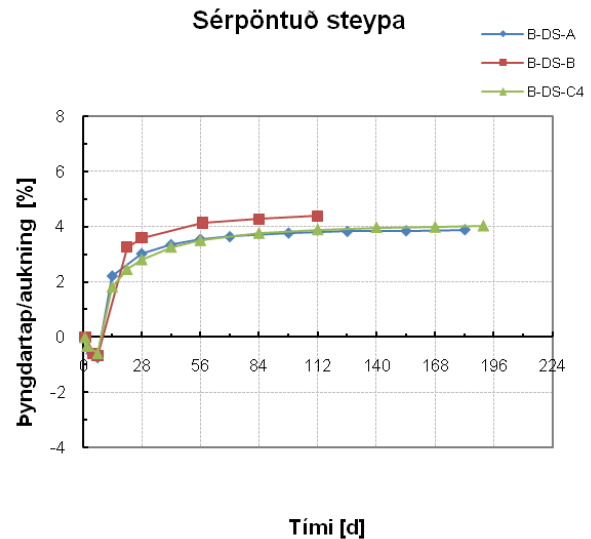 Sérpöntuð steypa
B-DS-A
B-DS-B
B-DS-C4
Þyngdartap/aukning [%]
8
6
4
2
0
-2
-4
0 28 56 84 112 140 168 196 224
Tími [d]